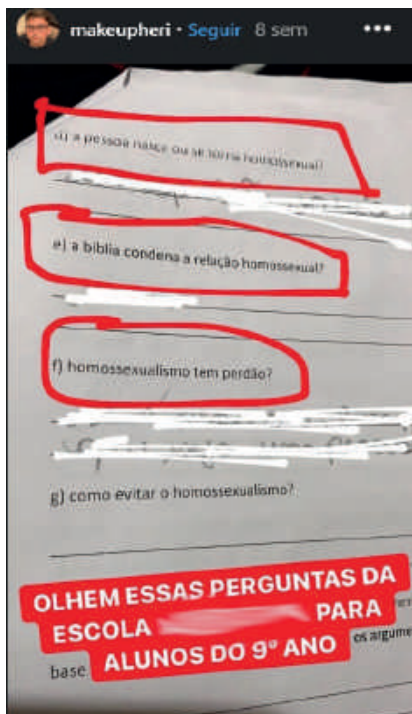 makeupheri • Seguir 8 sem •••
d) a pessoa nasce ou se torna homossexual?
e) a bíblia condena a relação homossexual?
f) homossexualismo tem perdão?
g) como evitar o homossexualismo?
OLHEM ESSAS PERGUNTAS DA
ESCOLA PARA
ALUNOS DO 9º ANO
os argume
base